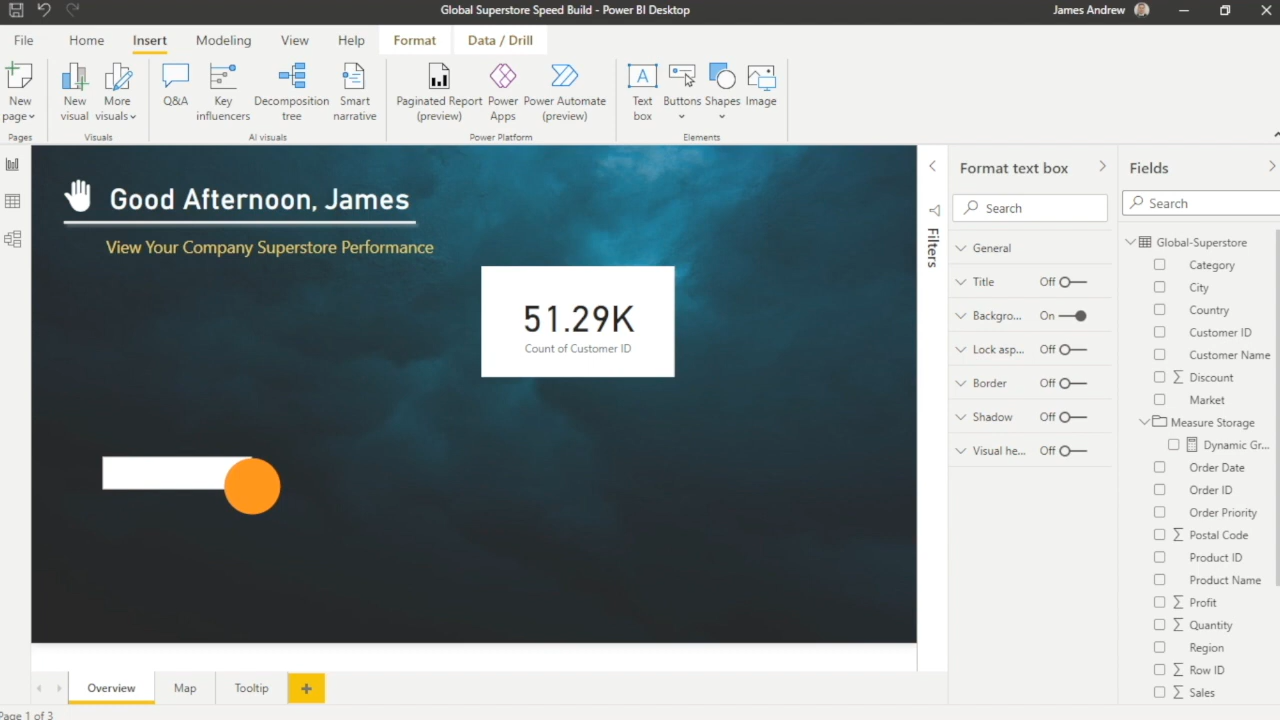 Global Superstore Speed Build - Power BI Desktop
James Andrew
File Home Insert Modeling View Help Format Data / Drill
New page
New visual
More visuals
Q&A
Key influencers
Decomposition tree
Smart narrative
Paginated Report (preview)
Power Apps
Power Automate (preview)
Text box
Buttons
Shapes
Image
Pages
Visuals
AI visuals
Power Platform
Elements
Good Afternoon, James
View Your Company Superstore Performance
51.29K
Count of Customer ID
Filters
Format text box
Search
General
Title Off
Backgro... On
Lock asp... Off
Border Off
Shadow Off
Visual he... Off
Fields
Search
Global-Superstore
Category
City
Country
Customer ID
Customer Name
Discount
Market
Measure Storage
Dynamic Gr...
Order Date
Order ID
Order Priority
Postal Code
Product ID
Product Name
Profit
Quantity
Region
Row ID
Sales
Overview Map Tooltip
Page 1 of 3